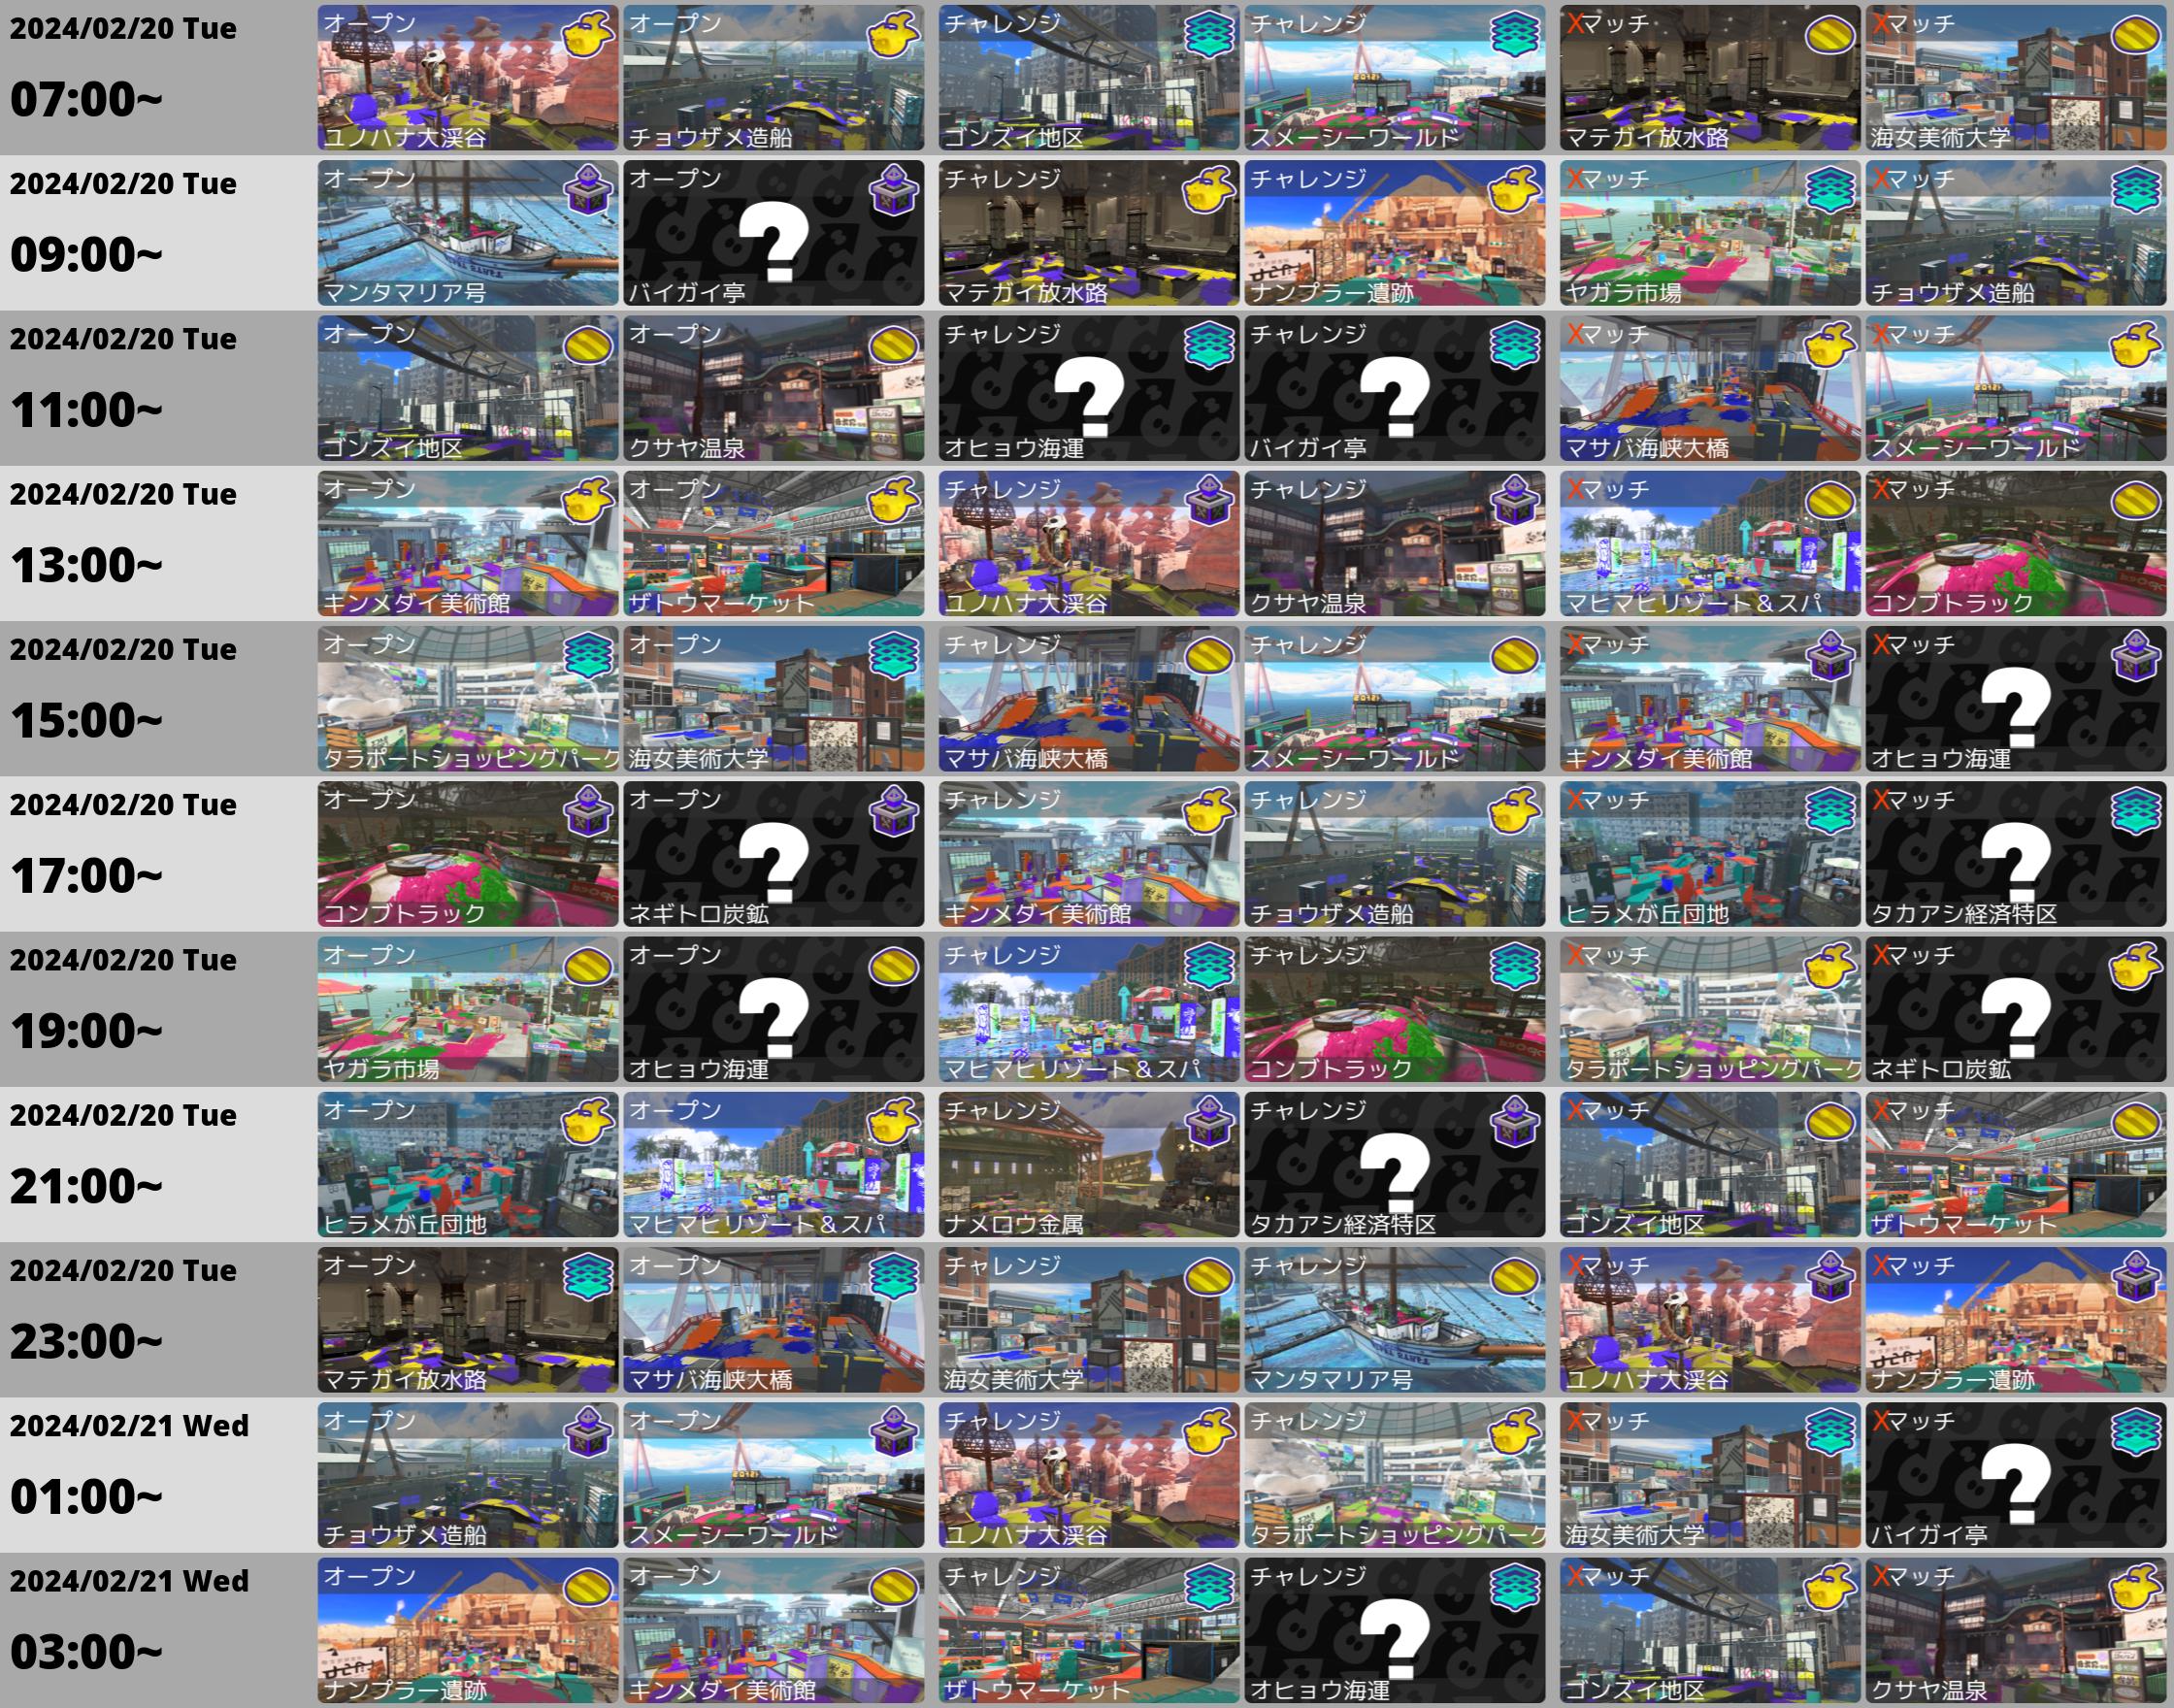 2024/02/20 Tue
07:00~
オープン
ユノハナ大渓谷
オープン
チョウザメ造船
チャレンジ
ゴンズイ地区
チャレンジ
スメーシーワールド
Xマッチ
マテガイ放水路
Xマッチ
海女美術大学
2024/02/20 Tue
09:00~
オープン
マンタマリア号
オープン
?
バイガイ亭
チャレンジ
マテガイ放水路
チャレンジ
ナンプラー遺跡
Xマッチ
ヤガラ市場
Xマッチ
チョウザメ造船
2024/02/20 Tue
11:00~
オープン
ゴンズイ地区
オープン
クサヤ温泉
チャレンジ
?
オヒョウ海運
チャレンジ
?
バイガイ亭
Xマッチ
マサバ海峡大橋
Xマッチ
スメーシーワールド
2024/02/20 Tue
13:00~
オープン
キンメダイ美術館
オープン
ザトウマーケット
チャレンジ
ユノハナ大渓谷
チャレンジ
クサヤ温泉
Xマッチ
マヒマヒリゾート＆スパ
Xマッチ
コンブトラック
2024/02/20 Tue
15:00~
オープン
タラポートショッピングパーク
オープン
海女美術大学
チャレンジ
マサバ海峡大橋
チャレンジ
スメーシーワールド
Xマッチ
キンメダイ美術館
Xマッチ
?
オヒョウ海運
2024/02/20 Tue
17:00~
オープン
コンブトラック
オープン
?
ネギトロ炭鉱
チャレンジ
キンメダイ美術館
チャレンジ
チョウザメ造船
Xマッチ
ヒラメが丘団地
Xマッチ
?
タカアシ経済特区
2024/02/20 Tue
19:00~
オープン
ヤガラ市場
オープン
?
オヒョウ海運
チャレンジ
マヒマヒリゾート＆スパ
チャレンジ
コンブトラック
Xマッチ
タラポートショッピングパーク
Xマッチ
?
ネギトロ炭鉱
2024/02/20 Tue
21:00~
オープン
ヒラメが丘団地
オープン
マヒマヒリゾート＆スパ
チャレンジ
ナメロウ金属
チャレンジ
?
タカアシ経済特区
Xマッチ
ゴンズイ地区
Xマッチ
ザトウマーケット
2024/02/20 Tue
23:00~
オープン
マテガイ放水路
オープン
マサバ海峡大橋
チャレンジ
海女美術大学
チャレンジ
マンタマリア号
Xマッチ
ユノハナ大渓谷
Xマッチ
ナンプラー遺跡
2024/02/21 Wed
01:00~
オープン
チョウザメ造船
オープン
スメーシーワールド
チャレンジ
ユノハナ大渓谷
チャレンジ
タラポートショッピングパーク
Xマッチ
海女美術大学
Xマッチ
?
バイガイ亭
2024/02/21 Wed
03:00~
オープン
ナンプラー遺跡
オープン
キンメダイ美術館
チャレンジ
ザトウマーケット
チャレンジ
?
オヒョウ海運
Xマッチ
ゴンズイ地区
Xマッチ
クサヤ温泉